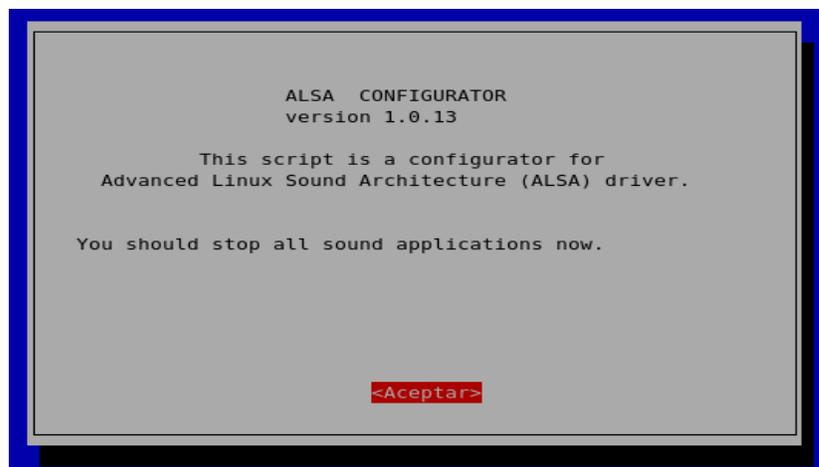 ALSA  CONFIGURATOR
version 1.0.13
This script is a configurator for
Advanced Linux Sound Architecture (ALSA) driver.
You should stop all sound applications now.
<Aceptar>